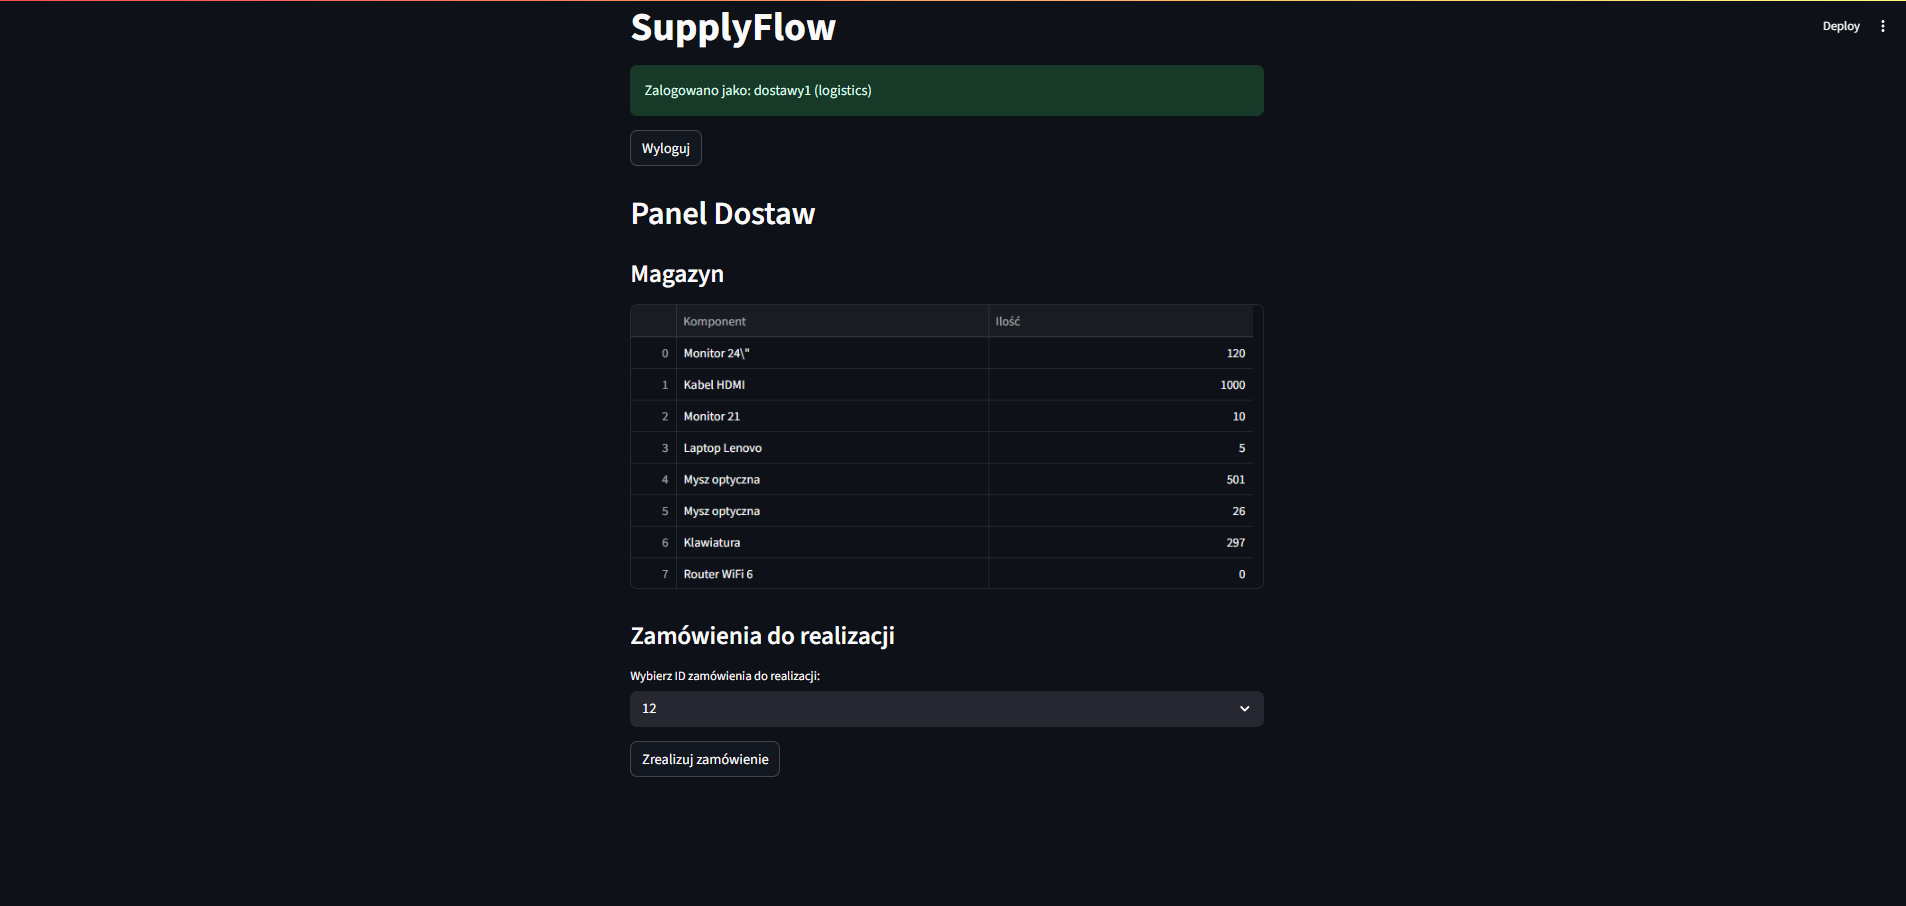 SupplyFlow
Deploy
Zalogowano jako: dostawy1 (logistics)
Wyloguj
Panel Dostaw
Magazyn
Komponent Ilość
0 Monitor 24\" 120
1 Kabel HDMI 1000
2 Monitor 21 10
3 Laptop Lenovo 5
4 Mysz optyczna 501
5 Mysz optyczna 26
6 Klawiatura 297
7 Router WiFi 6 0
Zamówienia do realizacji
Wybierz ID zamówienia do realizacji:
12
Zrealizuj zamówienie